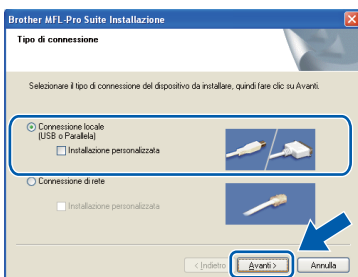 Brother MFL-Pro Suite Installazione
Tipo di connessione
Selezionare il tipo di connessione del dispositivo da installare, quindi fare clic su Avanti.
Connessione locale
(USB o Parallela)
Installazione personalizzata
Connessione di rete
Installazione personalizzata
< Indietro
Avanti >
Annulla